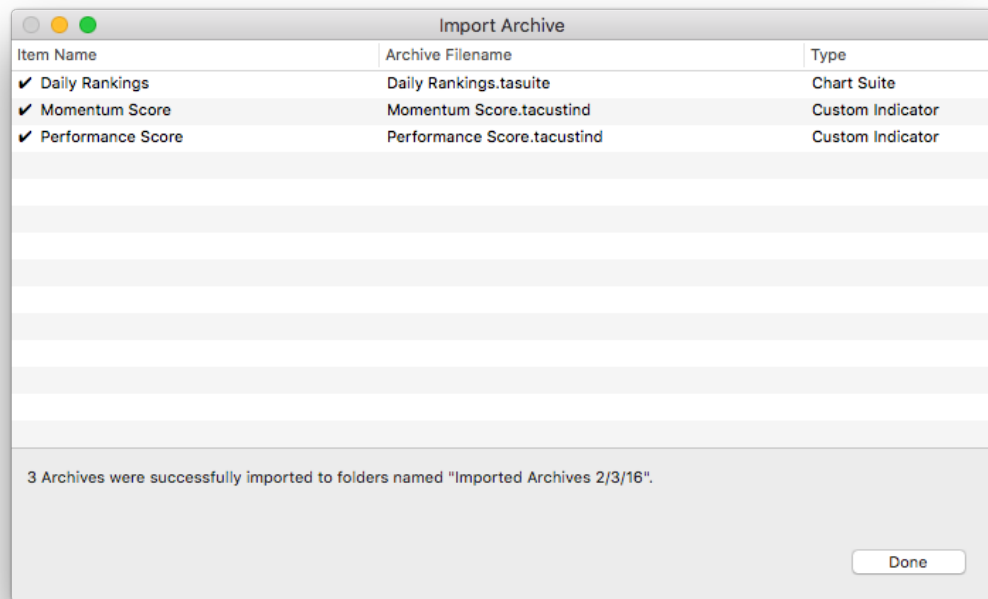 Import Archive
Item Name Archive Filename Type
✔ Daily Rankings Daily Rankings.tasuite Chart Suite
✔ Momentum Score Momentum Score.tacustind Custom Indicator
✔ Performance Score Performance Score.tacustind Custom Indicator
3 Archives were successfully imported to folders named "Imported Archives 2/3/16".
Done